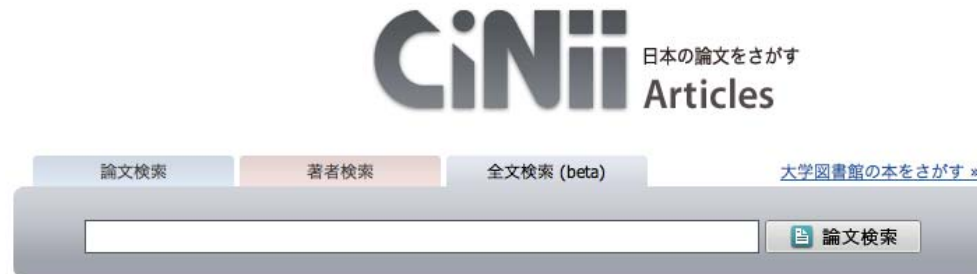 CiNii
日本の論文をさがす
Articles
論文検索
著者検索
全文検索 (beta)
大学図書館の本をさがす »
論文検索